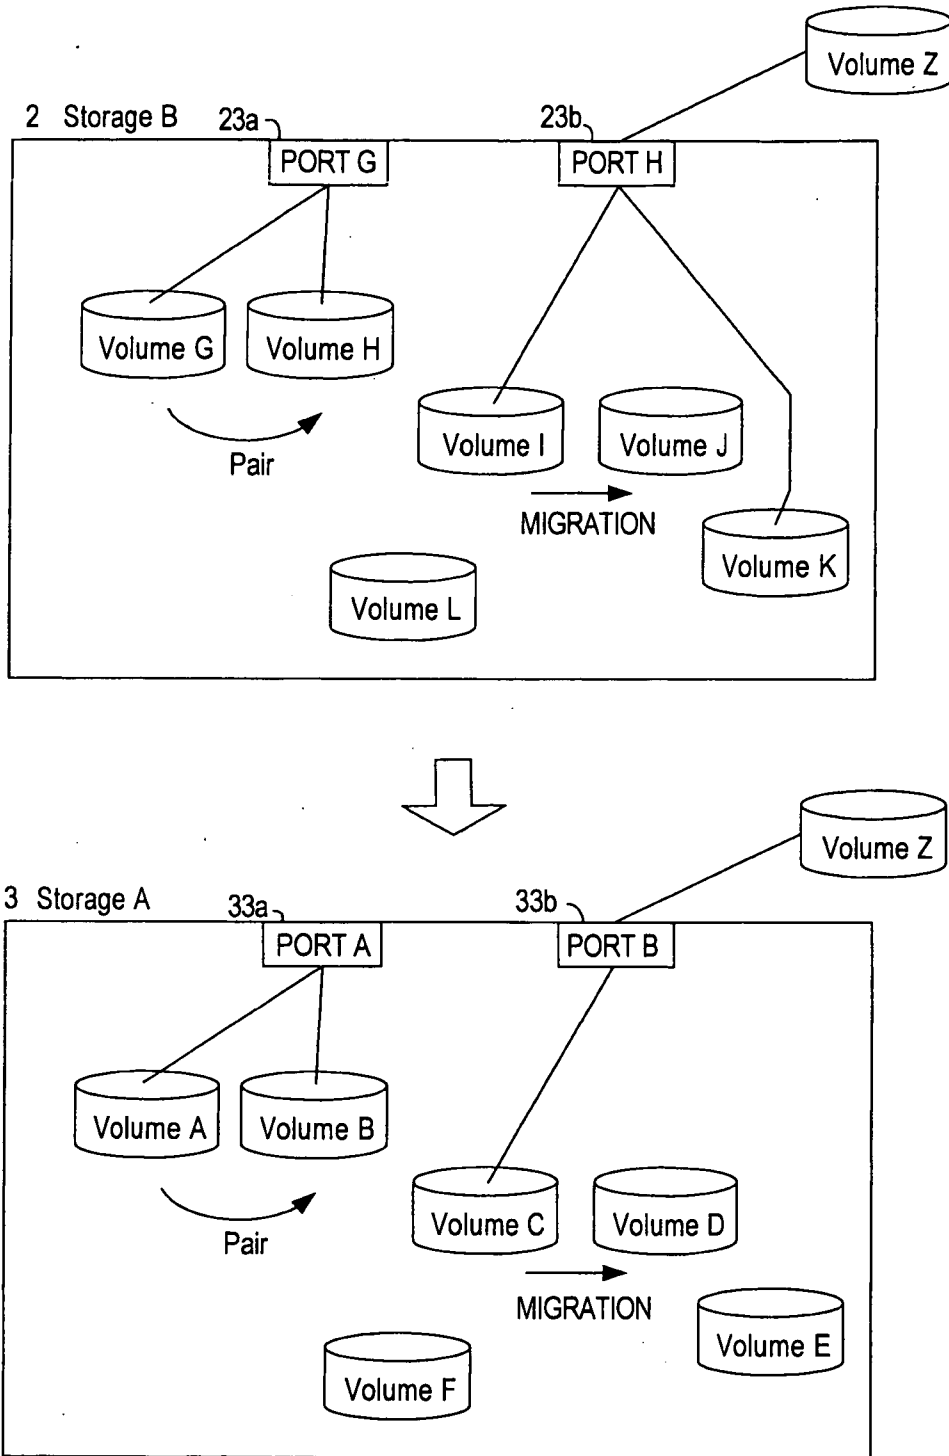 Volume Z
2 Storage B
23a
23b
PORT G
PORT H
Volume G
Volume H
Pair
Volume I
Volume J
MIGRATION
Volume K
Volume L
Volume Z
3 Storage A
33a
33b
PORT A
PORT B
Volume A
Volume B
Pair
Volume C
Volume D
MIGRATION
Volume E
Volume F